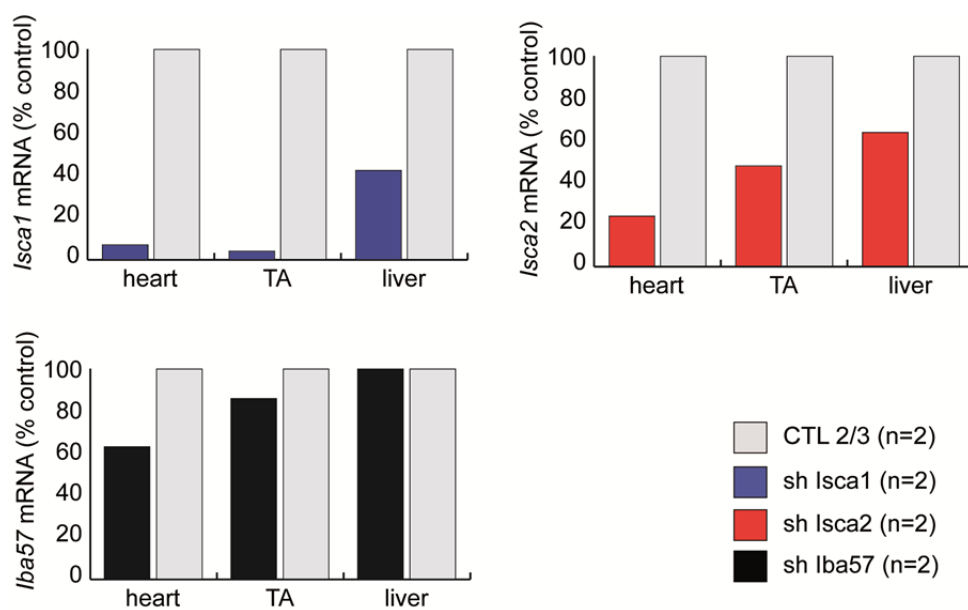 Isca1 mRNA (% control)
100
80
60
40
20
0
heart TA liver
Isca2 mRNA (% control)
100
80
60
40
20
0
heart TA liver
Iba57 mRNA (% control)
100
80
60
40
20
0
heart TA liver
CTL 2/3 (n=2)
sh Isca1 (n=2)
sh Isca2 (n=2)
sh Iba57 (n=2)